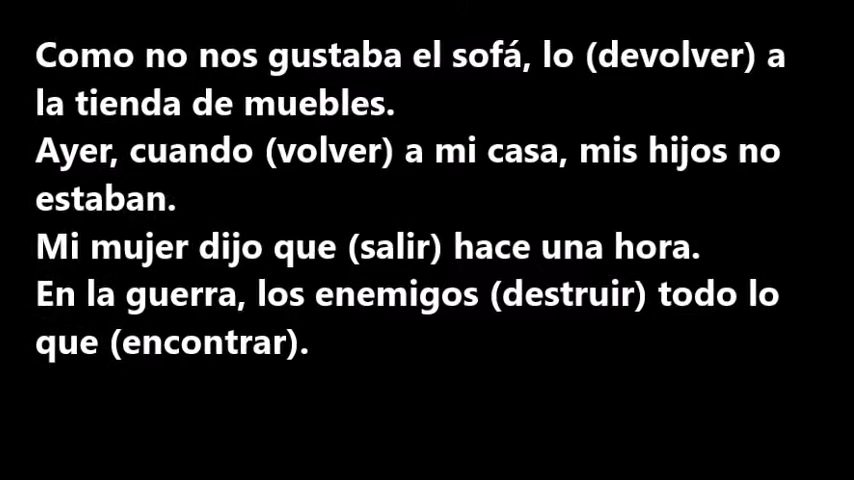 Como no nos gustaba el sofá, lo (devolver) a
la tienda de muebles.
Ayer, cuando (volver) a mi casa, mis hijos no
estaban.
Mi mujer dijo que (salir) hace una hora.
En la guerra, los enemigos (destruir) todo lo
que (encontrar).